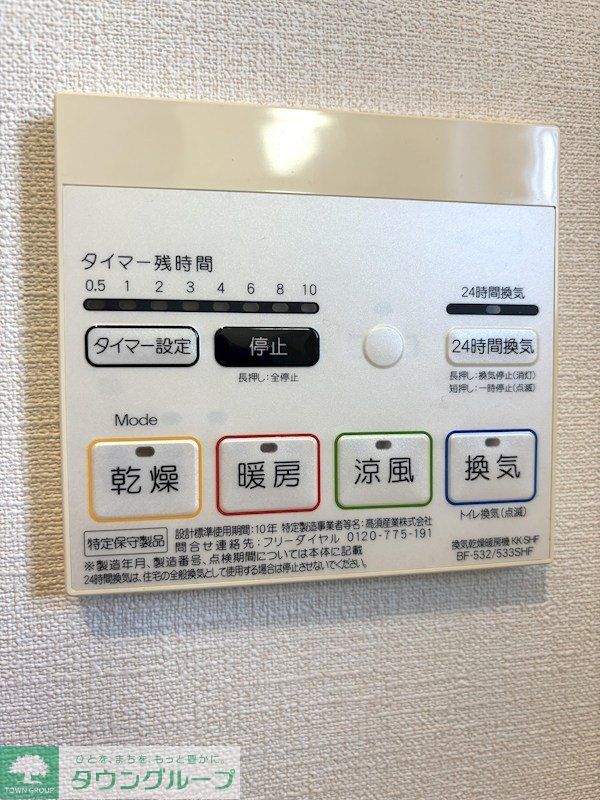 タイマー残時間
0.5 1 2 3 4 6 8 10
24時間換気
タイマー設定
停止
24時間換気
長押し:全停止
長押し:換気停止(消灯)
短押し:一時停止(点滅)
Mode
乾燥
暖房
涼風
換気
トイレ換気(点滅)
特定保守製品
設計標準使用期間:10年 特定製造事業者等名:高須産業株式会社
問合せ連絡先:フリーダイヤル 0120-775-191
※製造年月、製造番号、点検期間については本体に記載
24時間換気は、住宅の全般換気として使用する場合は停止させないでください。
換気乾燥暖房機 KK-SHF
BF-532/533SHF
TOWN GROUP
ひとを、まちを、もっと豊かに。
タウングループ